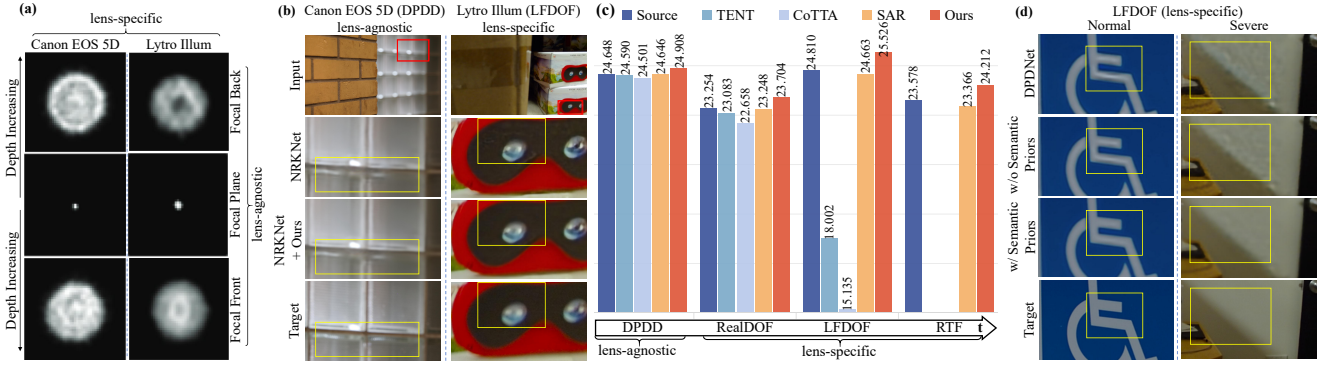 (a)
lens-specific
Canon EOS 5D
Lytro Illum
Depth Increasing
Depth Increasing
Focal Back
Focal Plane
Focal Front
lens-agnostic
(b)
Canon EOS 5D (DPDD)
lens-agnostic
Lytro Illum (LFDOF)
lens-specific
Input
NRKNet
NRKNet
+ Ours
Target
(c)
Source
TENT
CoTTA
SAR
Ours
24.648
24.590
24.501
24.646
24.908
23.254
23.083
22.658
23.248
23.704
24.810
18.002
15.135
24.663
25.526
23.578
23.366
24.212
DPDD
RealDOF
LFDOF
RTF
t
lens-agnostic
lens-specific
(d)
LFDOF (lens-specific)
Normal
Severe
DPDNet
w/o Semantic
Priors
w/ Semantic
Priors
Target